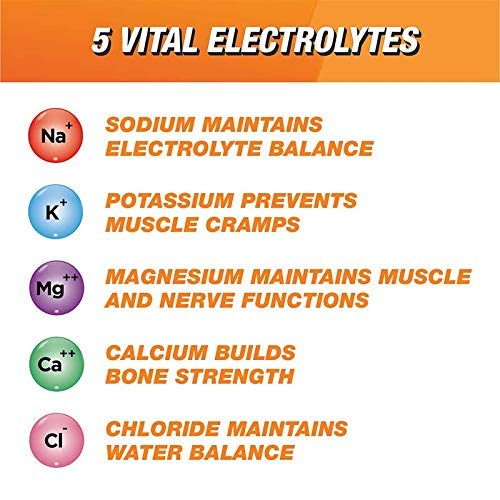 5 VITAL ELECTROLYTES
Na+
SODIUM MAINTAINS
ELECTROLYTE BALANCE
K+
POTASSIUM PREVENTS
MUSCLE CRAMPS
Mg++
MAGNESIUM MAINTAINS MUSCLE
AND NERVE FUNCTIONS
Ca++
CALCIUM BUILDS
BONE STRENGTH
Cl-
CHLORIDE MAINTAINS
WATER BALANCE